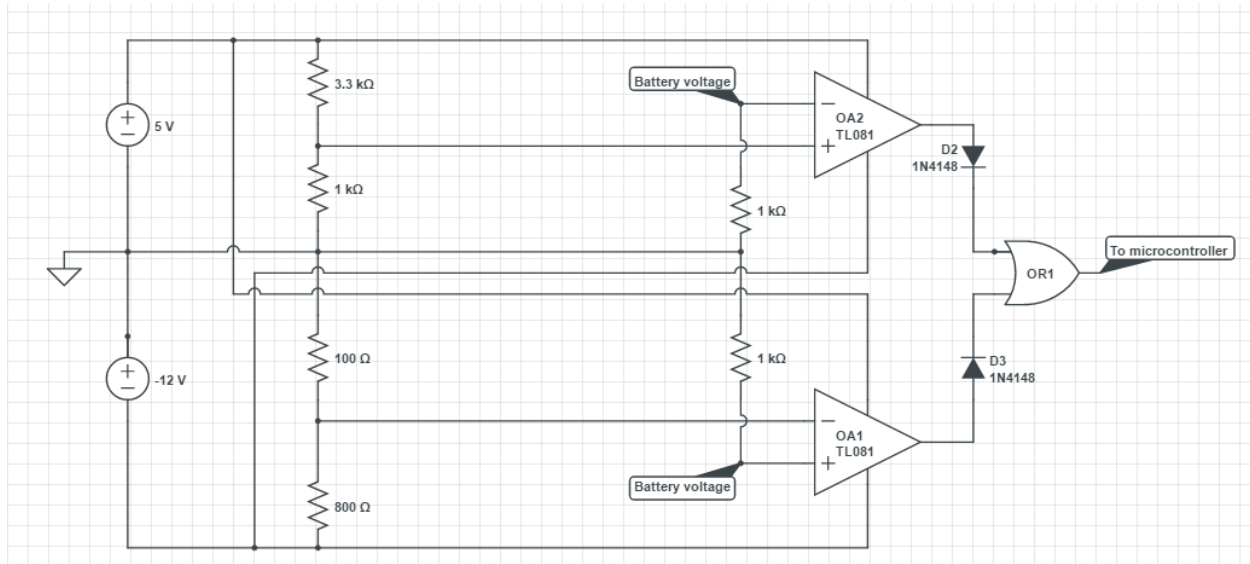 3.3 kΩ
Battery voltage
−
OA2
TL081
+
5 V
D2
1N4148
1 kΩ
1 kΩ
To microcontroller
OR1
100 Ω
1 kΩ
D3
1N4148
-12 V
−
OA1
TL081
+
Battery voltage
800 Ω